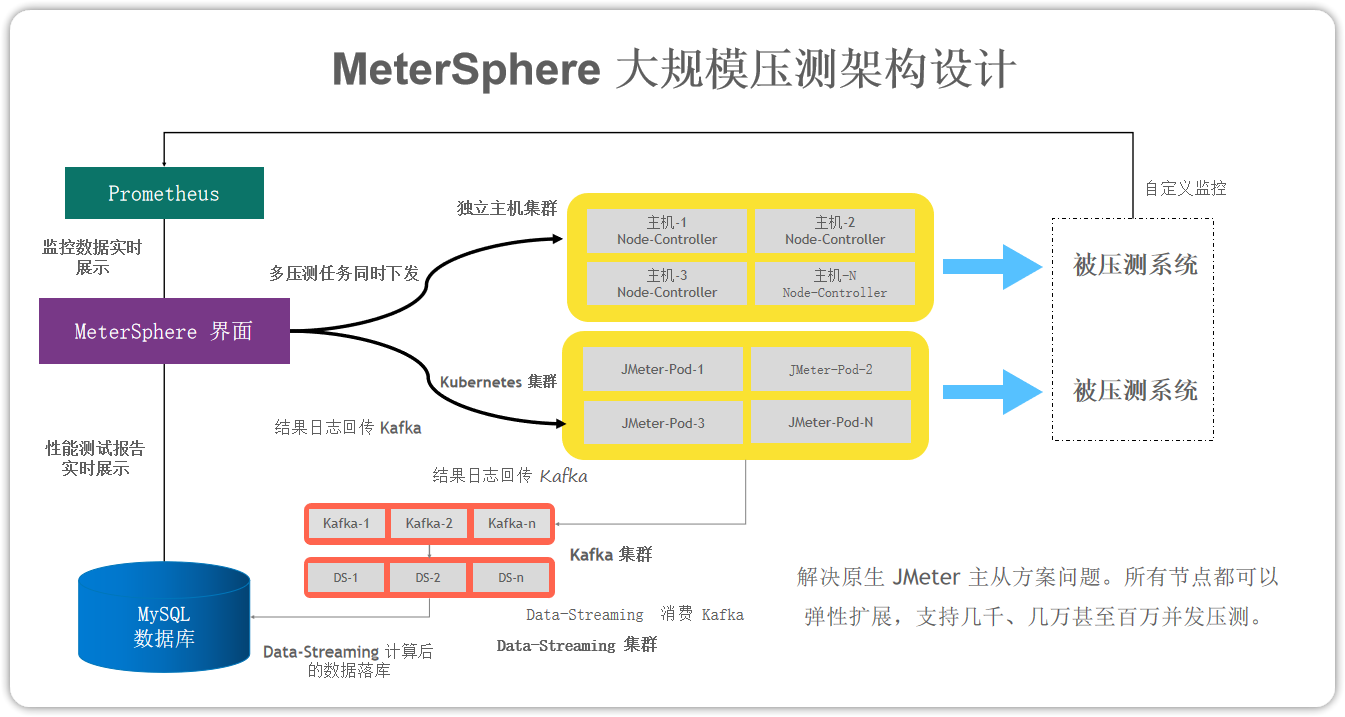 MeterSphere 大规模压测架构设计
Prometheus
自定义监控
独立主机集群
主机-1
Node-Controller
主机-2
Node-Controller
主机-3
Node-Controller
主机-N
Node-Controller
被压测系统
监控数据实时
展示
多压测任务同时下发
MeterSphere 界面
Kubernetes 集群
JMeter-Pod-1
JMeter-Pod-2
JMeter-Pod-3
JMeter-Pod-N
被压测系统
结果日志回传 Kafka
性能测试报告
实时展示
结果日志回传 Kafka
Kafka-1
Kafka-2
Kafka-n
Kafka 集群
DS-1
DS-2
DS-n
解决原生 JMeter 主从方案问题。所有节点都可以
弹性扩展，支持几千、几万甚至百万并发压测。
MySQL
数据库
Data-Streaming 消费 Kafka
Data-Streaming 集群
Data-Streaming 计算后
的数据落库